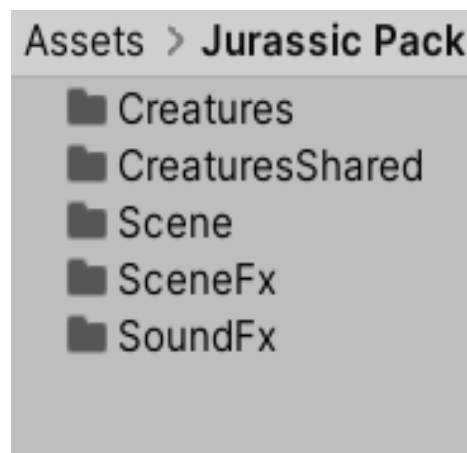 Assets > Jurassic Pack
Creatures
CreaturesShared
Scene
SceneFx
SoundFx